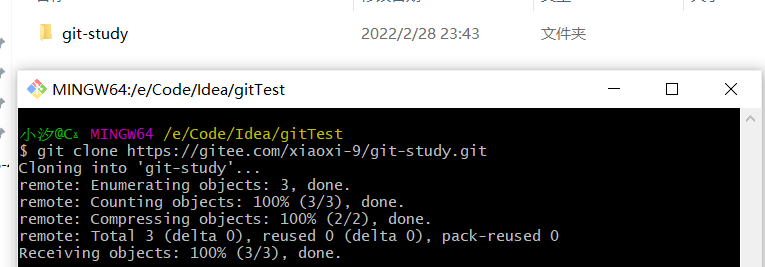 git-study 2022/2/28 23:43 文件夹
MINGW64:/e/Code/Idea/gitTest
MINGW64 /e/Code/Idea/gitTest
$ git clone https://gitee.com/xiaoxi-9/git-study.git
Cloning into 'git-study'...
remote: Enumerating objects: 3, done.
remote: Counting objects: 100% (3/3), done.
remote: Compressing objects: 100% (2/2), done.
remote: Total 3 (delta 0), reused 0 (delta 0), pack-reused 0
Receiving objects: 100% (3/3), done.